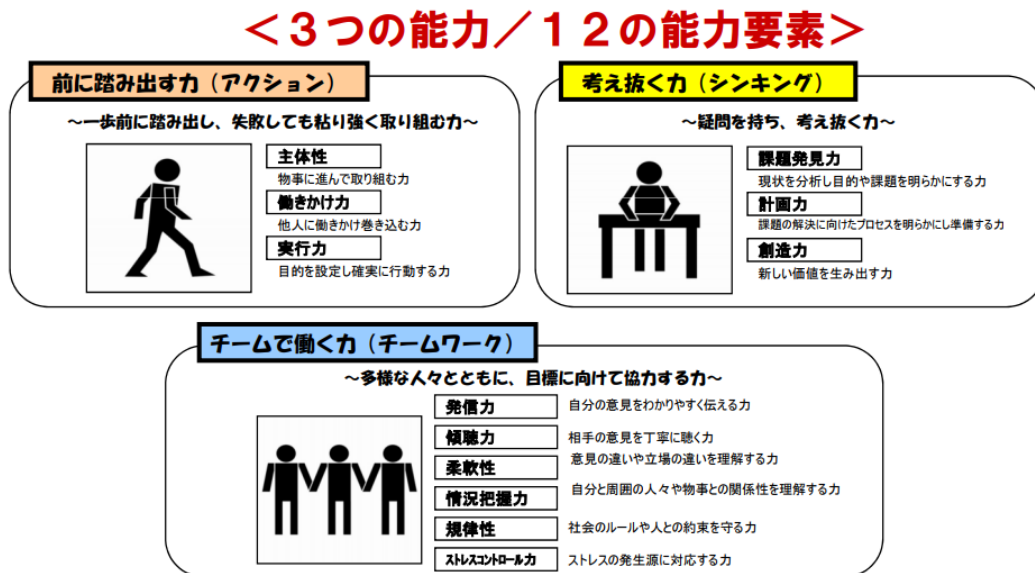 ＜３つの能力／１２の能力要素＞
前に踏み出す力（アクション）
～一歩前に踏み出し、失敗しても粘り強く取り組む力～
主体性
物事に進んで取り組む力
働きかけ力
他人に働きかけ巻き込む力
実行力
目的を設定し確実に行動する力
考え抜く力（シンキング）
～疑問を持ち、考え抜く力～
課題発見力
現状を分析し目的や課題を明らかにする力
計画力
課題の解決に向けたプロセスを明らかにし準備する力
創造力
新しい価値を生み出す力
チームで働く力（チームワーク）
～多様な人々とともに、目標に向けて協力する力～
発信力
自分の意見をわかりやすく伝える力
傾聴力
相手の意見を丁寧に聴く力
柔軟性
意見の違いや立場の違いを理解する力
情況把握力
自分と周囲の人々や物事との関係性を理解する力
規律性
社会のルールや人との約束を守る力
ストレスコントロール力
ストレスの発生源に対応する力